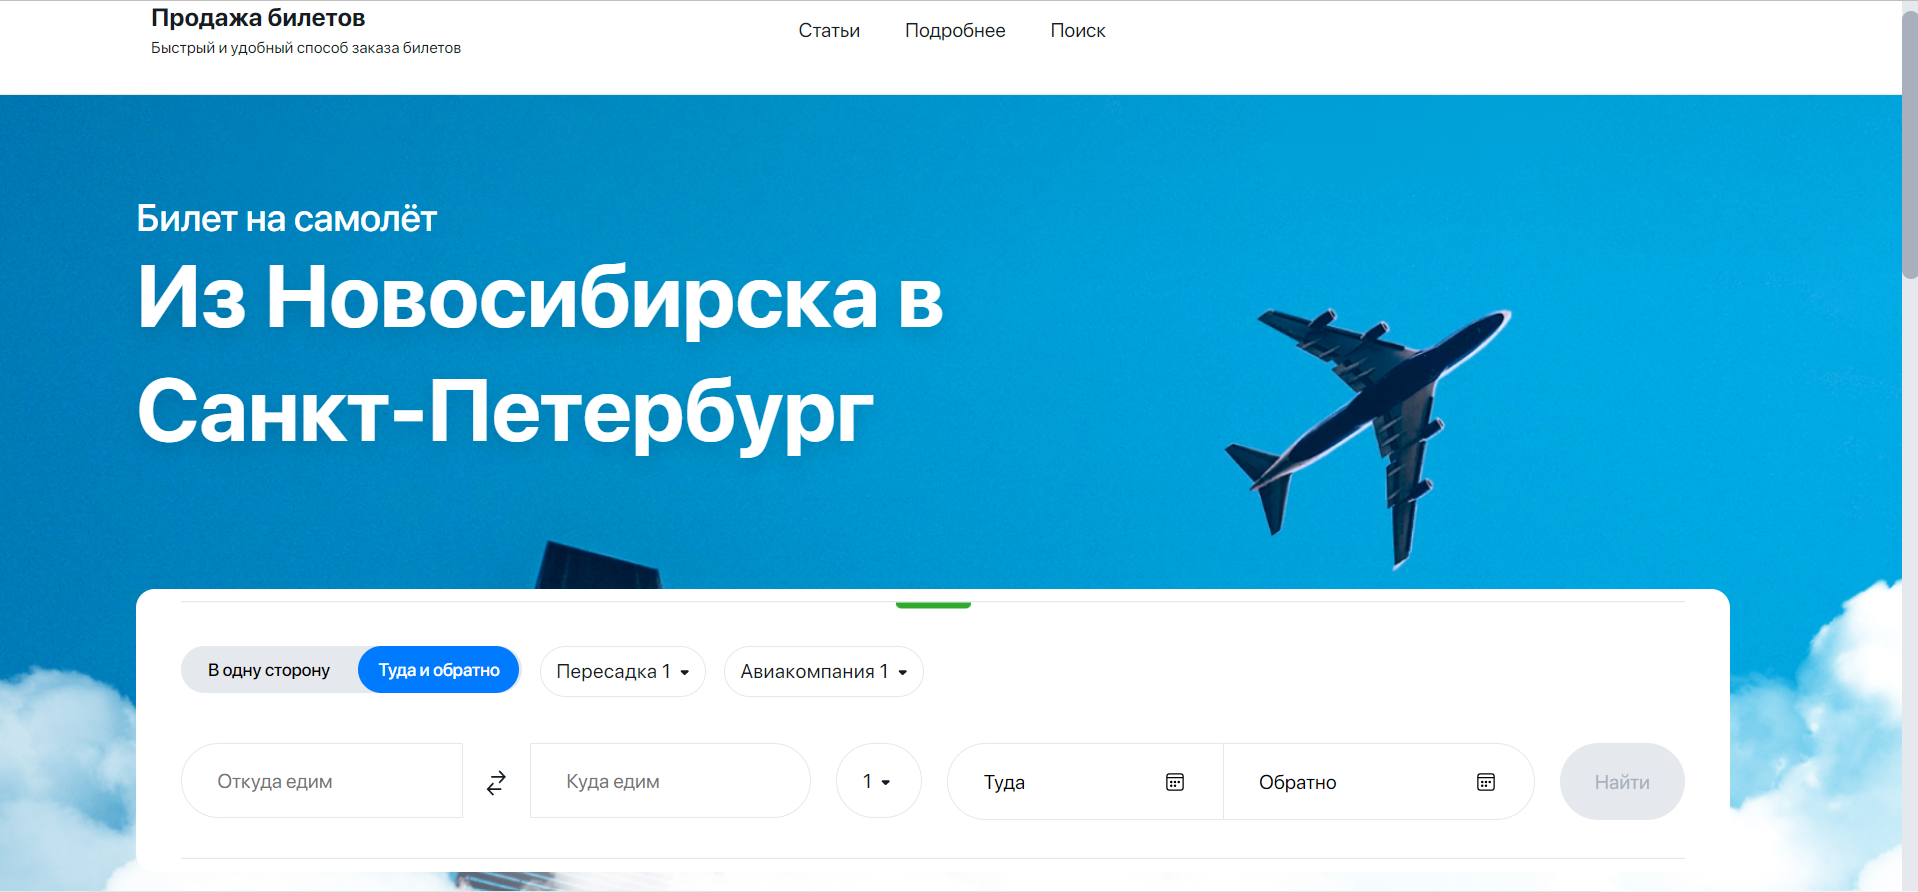 Продажа билетов
Быстрый и удобный способ заказа билетов
Статьи Подробнее Поиск
Билет на самолёт
Из Новосибирска в
Санкт-Петербург
В одну сторону Туда и обратно Пересадка 1 Авиакомпания 1
Откуда едим Куда едим 1 Туда Обратно Найти